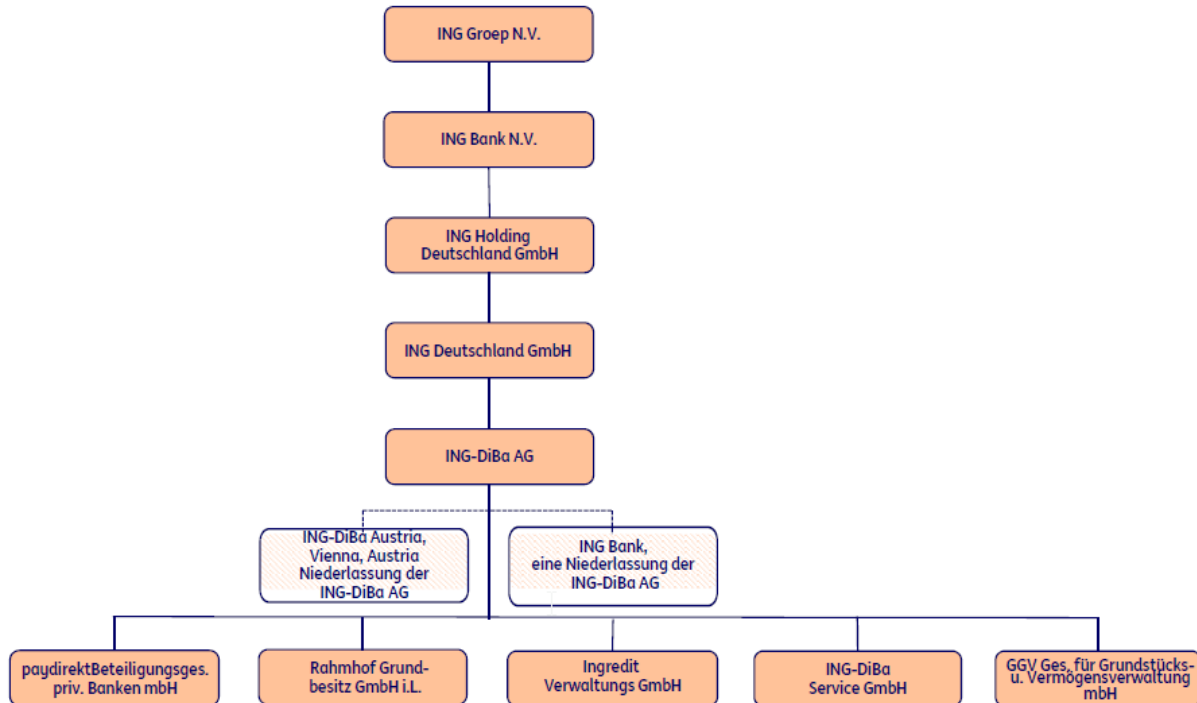 ING Groep N.V.
ING Bank N.V.
ING Holding
Deutschland GmbH
ING Deutschland GmbH
ING-DiBa AG
ING-DiBa Austria,
Vienna, Austria
Niederlassung der
ING-DiBa AG
ING Bank,
eine Niederlassung der
ING-DiBa AG
paydirektBeteiligungsges.
priv. Banken mbH
Rahmhof Grund-
besitz GmbH i.L.
Ingredit
Verwaltungs GmbH
ING-DiBa
Service GmbH
GGV Ges. für Grundstücks-
u. Vermögensverwaltung
mbH